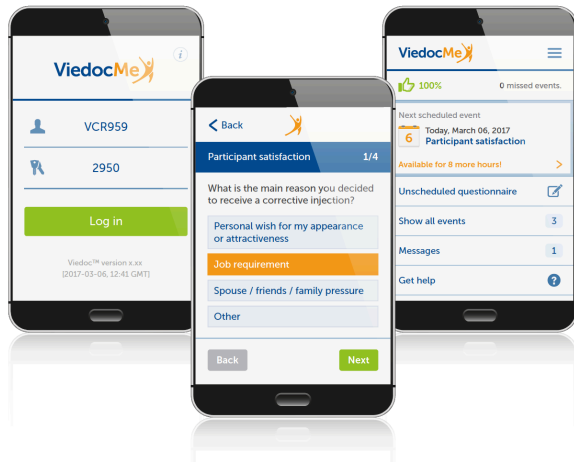 ViedocMe
i
VCR959
2950
Log in
Viedoc™ version x.xx
[2017-03-06, 12:41 GMT]
Back
Participant satisfaction 1/4
What is the main reason you decided
to receive a corrective injection?
Personal wish for my appearance
or attractiveness
Job requirement
Spouse / friends / family pressure
Other
Back Next
ViedocMe
100% 0 missed events.
Next scheduled event
6 Today, March 06, 2017
Participant satisfaction
Available for 8 more hours!
Unscheduled questionnaire
Show all events 3
Messages 1
Get help ?